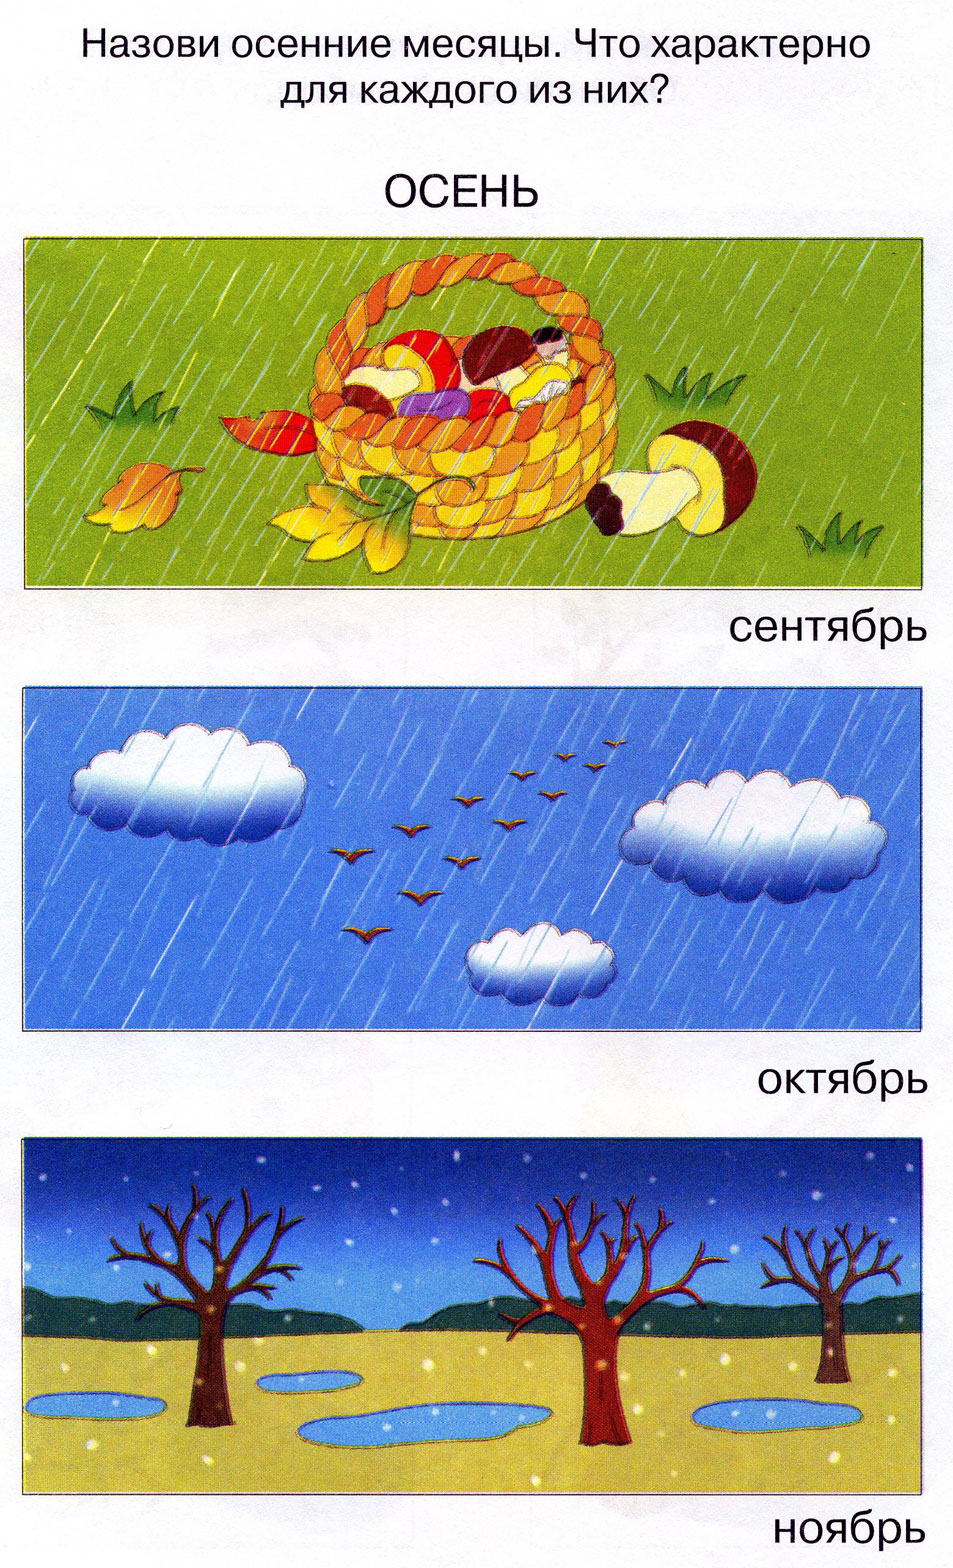 Назови осенние месяцы. Что характерно
для каждого из них?
ОСЕНЬ
сентябрь
октябрь
ноябрь